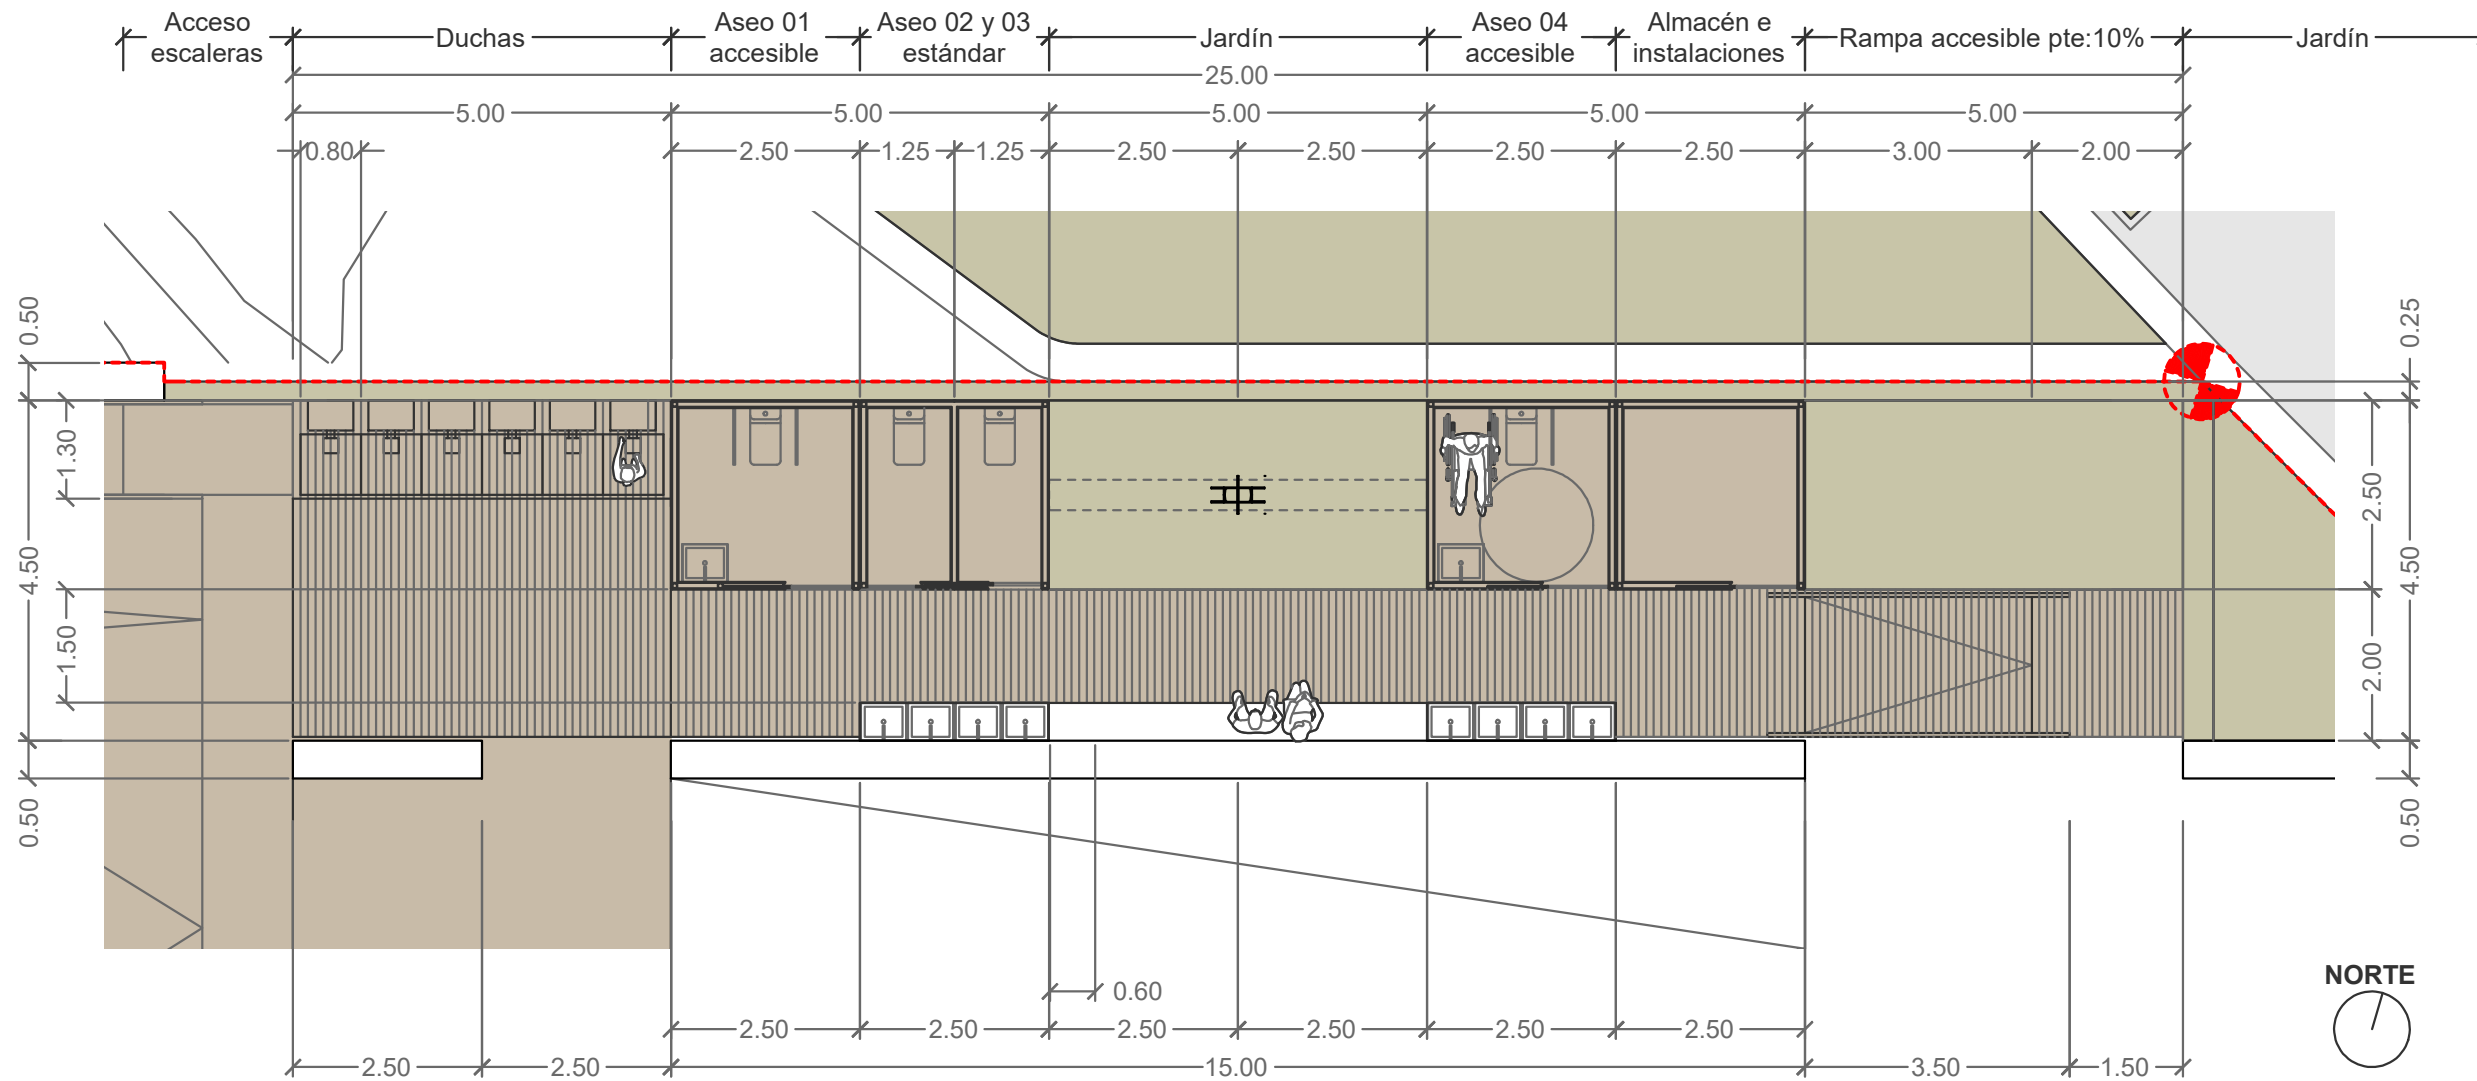 Acceso
escaleras
Duchas
Aseo 01
accesible
Aseo 02 y 03
estándar
Jardín
Aseo 04
accesible
Almacén e
instalaciones
Rampa accesible pte:10%
Jardín
25.00
5.00
5.00
5.00
5.00
5.00
0.80
2.50
1.25
1.25
2.50
2.50
2.50
2.50
3.00
2.00
0.50
1.30
4.50
1.50
0.50
0.25
2.50
4.50
2.00
0.50
0.60
2.50
2.50
2.50
2.50
2.50
2.50
2.50
2.50
15.00
3.50
1.50
NORTE